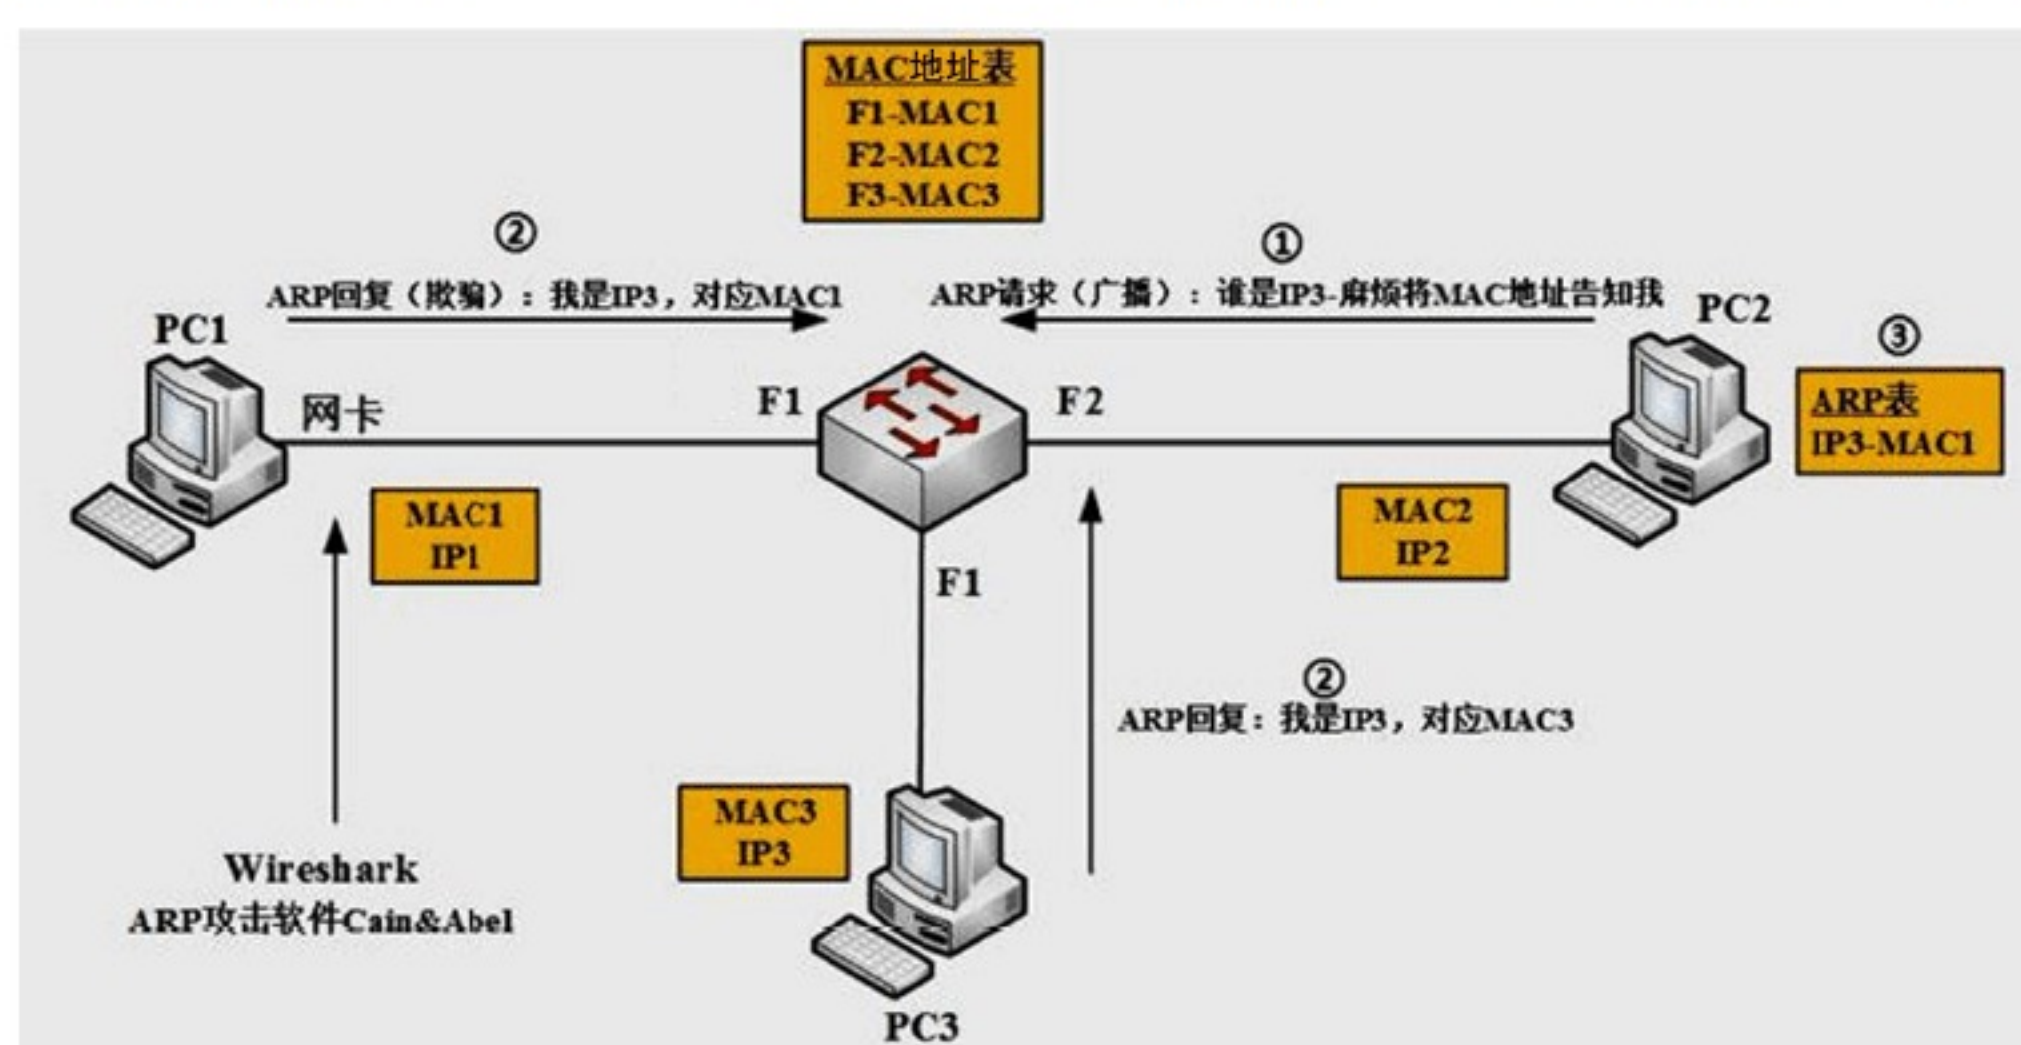 MAC地址表
F1-MAC1
F2-MAC2
F3-MAC3
②
ARP回复（欺骗）：我是IP3，对应MAC1
①
ARP请求（广播）：谁是IP3-麻烦将MAC地址告知我
PC1
PC2
③
ARP表
IP3-MAC1
网卡
F1
F2
MAC1
IP1
MAC2
IP2
F1
②
ARP回复：我是IP3，对应MAC3
MAC3
IP3
Wireshark
ARP攻击软件Cain&Abel
PC3